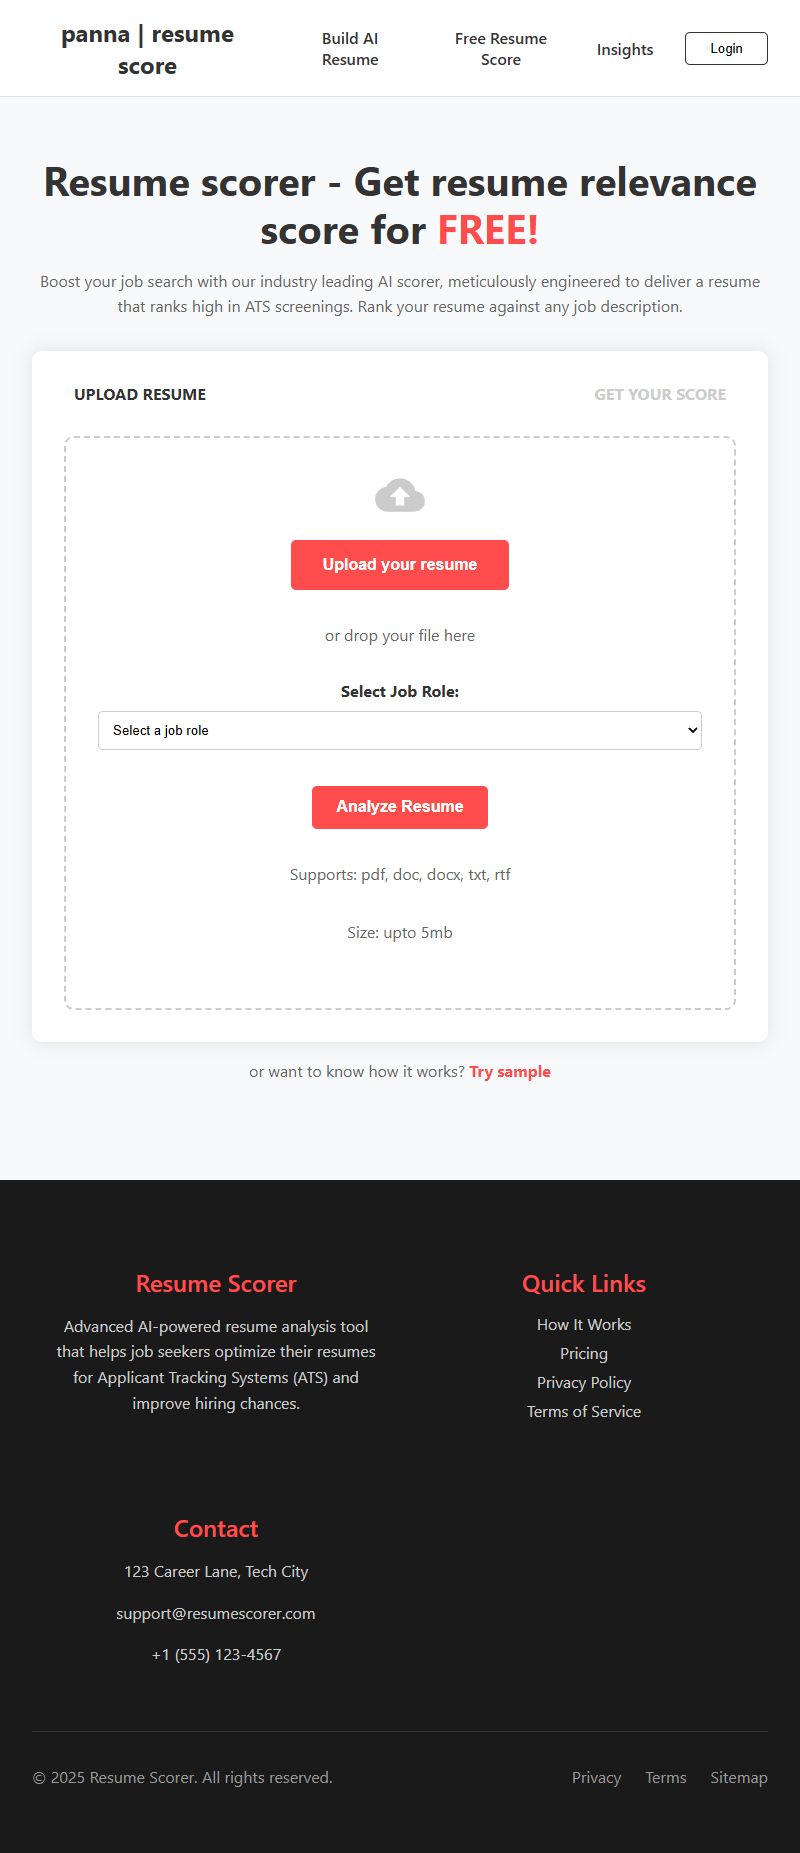 panna | resume
score
Build AI
Resume
Free Resume
Score
Insights
Login
Resume scorer - Get resume relevance
score for FREE!
Boost your job search with our industry leading AI scorer, meticulously engineered to deliver a resume
that ranks high in ATS screenings. Rank your resume against any job description.
UPLOAD RESUME
GET YOUR SCORE
Upload your resume
or drop your file here
Select Job Role:
Select a job role
Analyze Resume
Supports: pdf, doc, docx, txt, rtf
Size: upto 5mb
or want to know how it works? Try sample
Resume Scorer
Advanced AI-powered resume analysis tool
that helps job seekers optimize their resumes
for Applicant Tracking Systems (ATS) and
improve hiring chances.
Quick Links
How It Works
Pricing
Privacy Policy
Terms of Service
Contact
123 Career Lane, Tech City
support@resumescorer.com
+1 (555) 123-4567
© 2025 Resume Scorer. All rights reserved.
Privacy
Terms
Sitemap